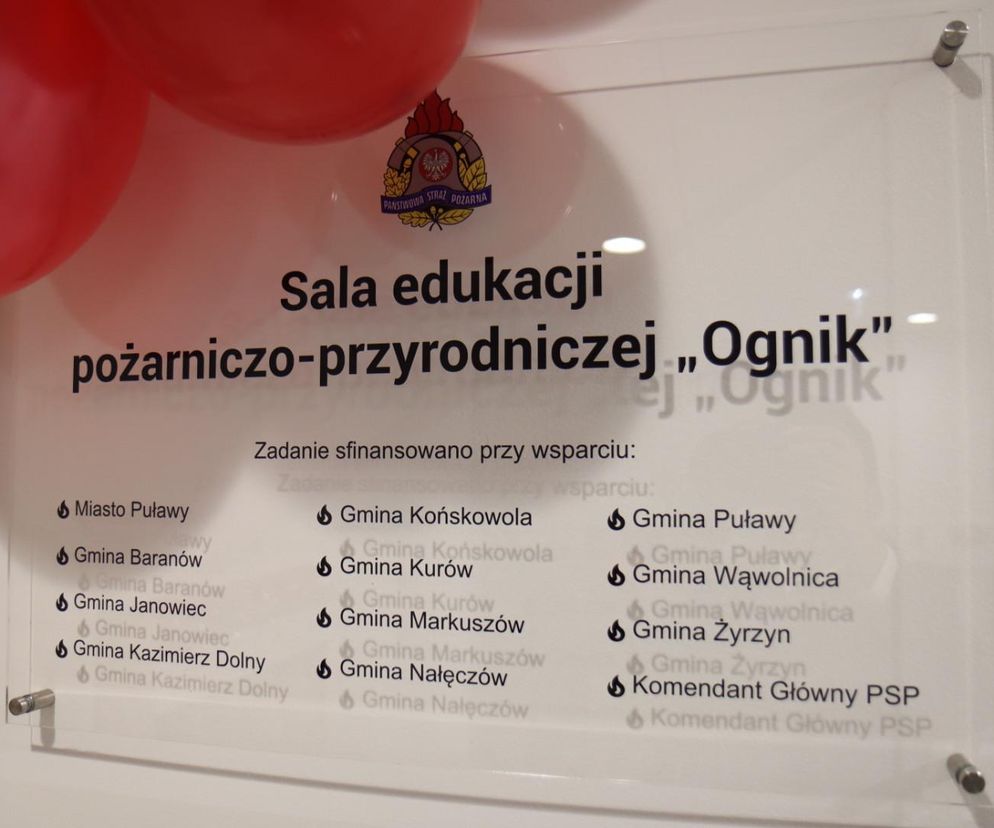 PAŃSTWOWA STRAŻ POŻARNA
Sala edukacji
pożarniczo-przyrodniczej „Ognik”
Zadanie sfinansowano przy wsparciu:
Miasto Puławy
Gmina Baranów
Gmina Janowiec
Gmina Kazimierz Dolny
Gmina Końskowola
Gmina Kurów
Gmina Markuszów
Gmina Nałęczów
Gmina Puławy
Gmina Wąwolnica
Gmina Żyrzyn
Komendant Główny PSP